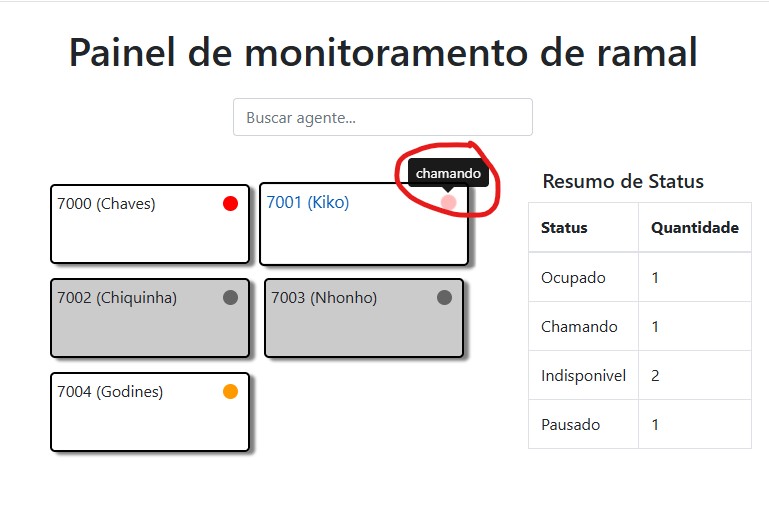 Painel de monitoramento de ramal
Buscar agente...
chamando
7000 (Chaves)
7001 (Kiko)
7002 (Chiquinha)
7003 (Nhonho)
7004 (Godines)
Resumo de Status
Status Quantidade
Ocupado 1
Chamando 1
Indisponivel 2
Pausado 1